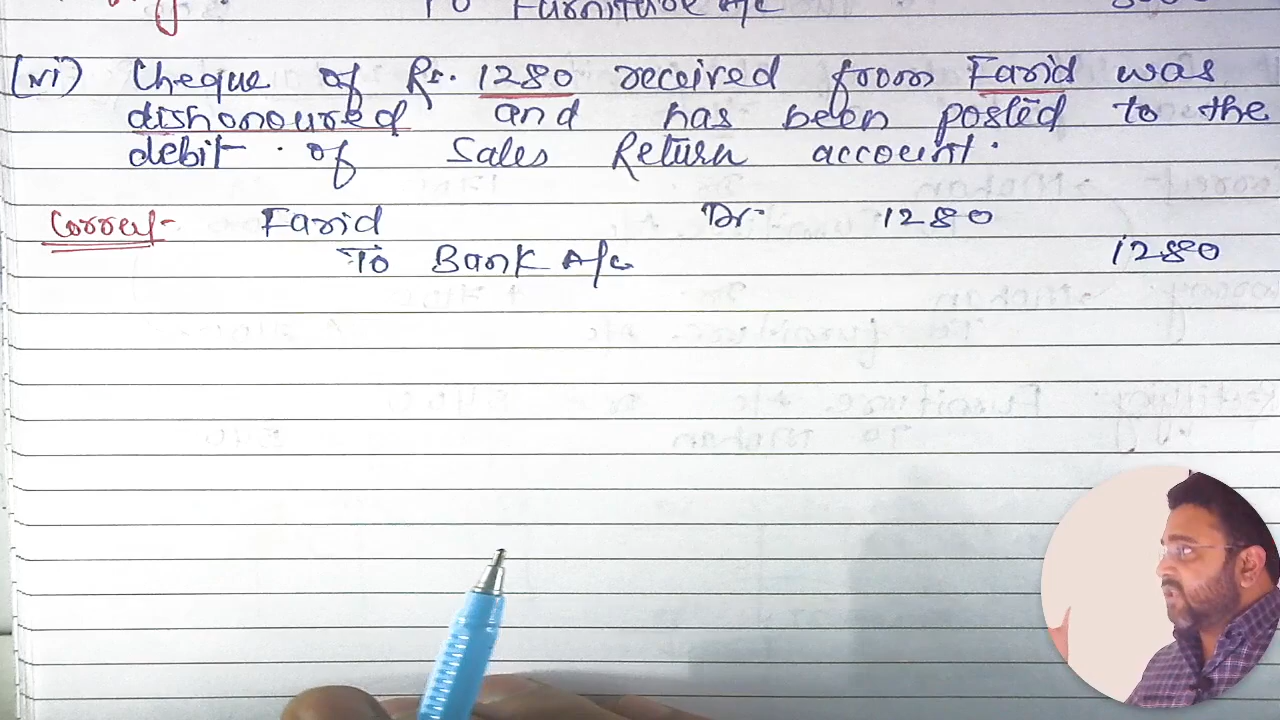 To Furniture A/c
(vi) Cheque of Rs. 1280 received from Farid was
dishonoured and has been posted to the
debit of Sales Return account.
Correct- Farid Dr. 1280
To Bank A/c 1280